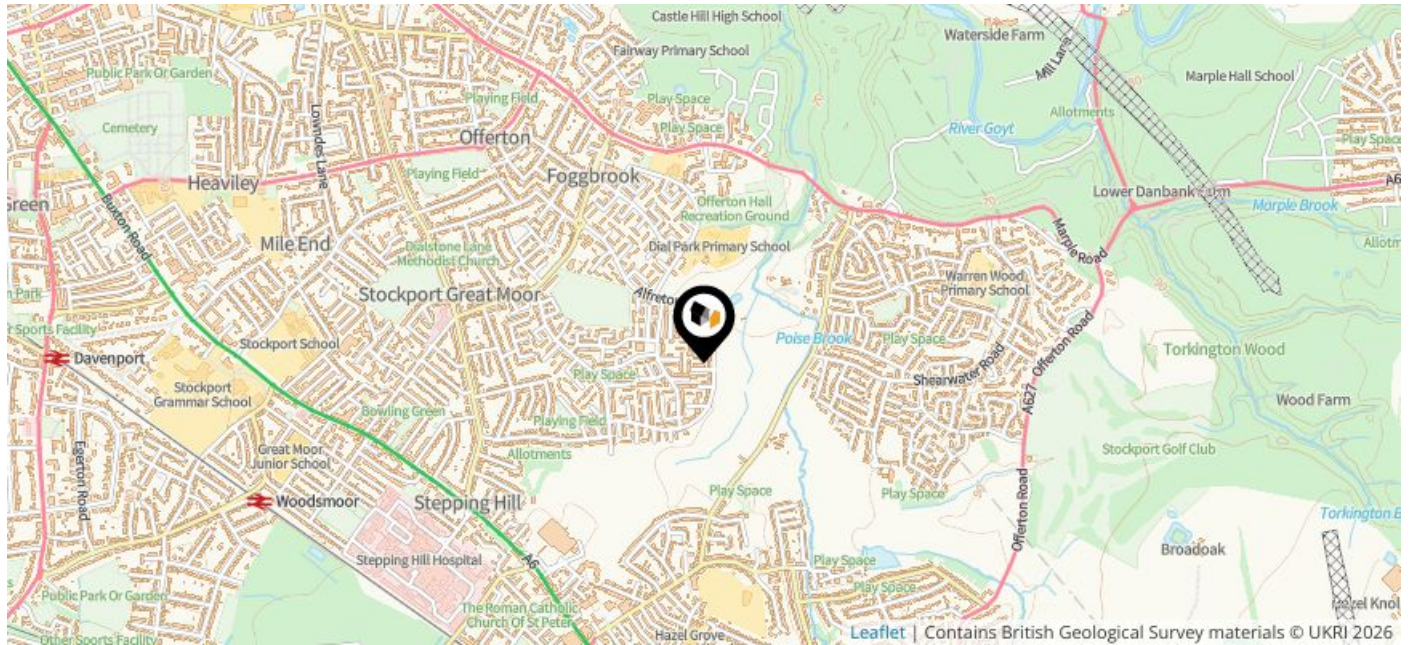 Castle Hill High School
Waterside Farm
Fairway Primary School
Mill Lane
Marple Hall School
Public Park Or Garden
Playing Field
Play Space
80
Allotments
Lowndes Lane
Cemetery
Offerton
Play Space
River Goyt
Play Space
Heaviley
Playing Field
Foggbrook
Lower Danbank Farm
A6
Green
Buxton Road
Offerton Hall
Recreation Ground
70
Marple Brook
Mile End
Dialstone Lane
Methodist Church
Dial Park Primary School
Marple Road
Allotm
Warren Wood
Primary School
Park
Stockport Great Moor
Alfreton
Sports Facility
Stockport School
Poise Brook
Play Space
Offerton Road
Torkington Wood
Davenport
Play Space
Shearwater Road
Stockport
Grammar School
A627
Wood Farm
Bowling Green
Playing Field
Egerton Road
Great Moor
Junior School
Allotments
Stockport Golf Club
Woodsmoor
Stepping Hill
Play Space
Play Space
Offerton Road
Torkington B
Stepping Hill Hospital
A6
Play Space
Broadoak
Public Park Or Garden
Play Space
The Roman Catholic
Church Of St Peter
Hazel Knol
Other Sports Facility
Hazel Grove
Leaflet | Contains British Geological Survey materials © UKRI 2026